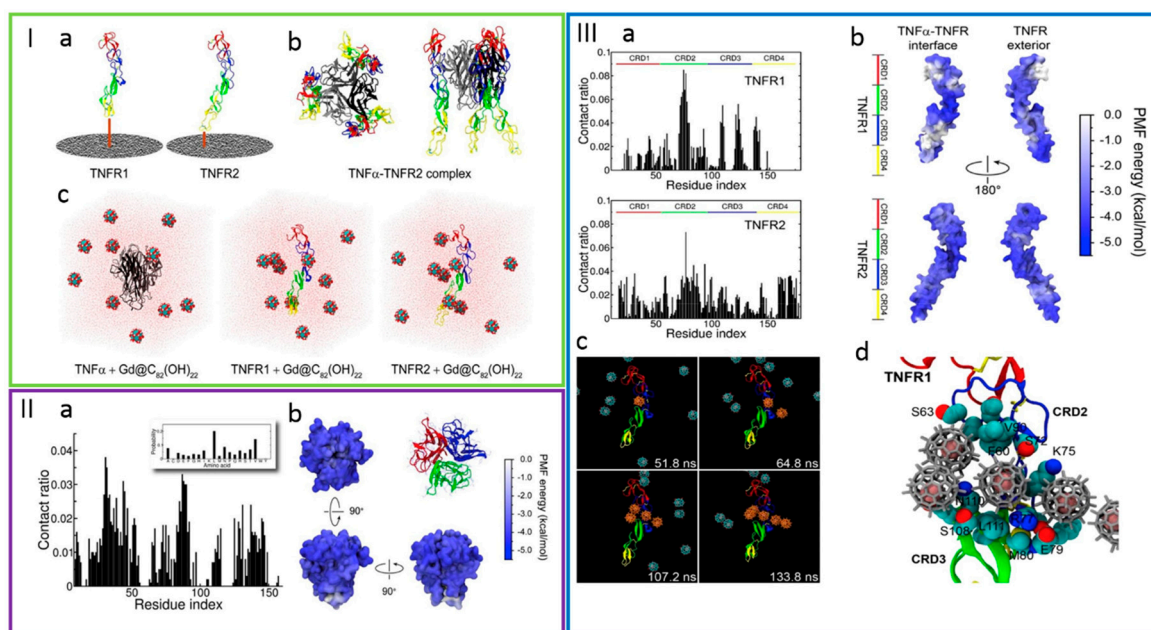 I
a
b
TNFR1
TNFR2
TNFα-TNFR2 complex
c
TNFα + Gd@C82(OH)22
TNFR1 + Gd@C82(OH)22
TNFR2 + Gd@C82(OH)22
II
a
0.04
0.03
0.02
0.01
0
Contact ratio
50
100
150
Residue index
Probability
Amino acid
b
90°
90°
PMF energy (kcal/mol)
0.0
-1.0
-2.0
-3.0
-4.0
-5.0
III
a
0.1
0.08
0.06
0.04
0.02
0
Contact ratio
CRD1
CRD2
CRD3
CRD4
TNFR1
50
100
150
Residue index
0.1
0.08
0.06
0.04
0.02
0
Contact ratio
CRD1
CRD2
CRD3
CRD4
TNFR2
50
100
150
Residue index
b
TNFα-TNFR
interface
TNFR
exterior
TNFR1
CRD1
CRD2
CRD3
CRD4
180°
TNFR2
CRD1
CRD2
CRD3
CRD4
PMF energy (kcal/mol)
0.0
-1.0
-2.0
-3.0
-4.0
-5.0
c
51.8 ns
64.8 ns
107.2 ns
133.8 ns
d
TNFR1
CRD2
S63
V90
S72
F60
K75
N110
R77
S108
L111
E79
M80
CRD3